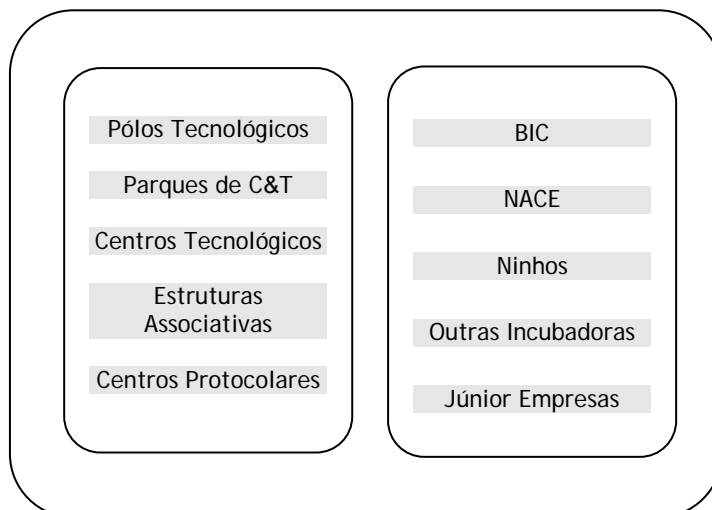 Pólos Tecnológicos
Parques de C&T
Centros Tecnológicos
Estruturas
Associativas
Centros Protocolares
BIC
NACE
Ninhos
Outras Incubadoras
Júnior Empresas